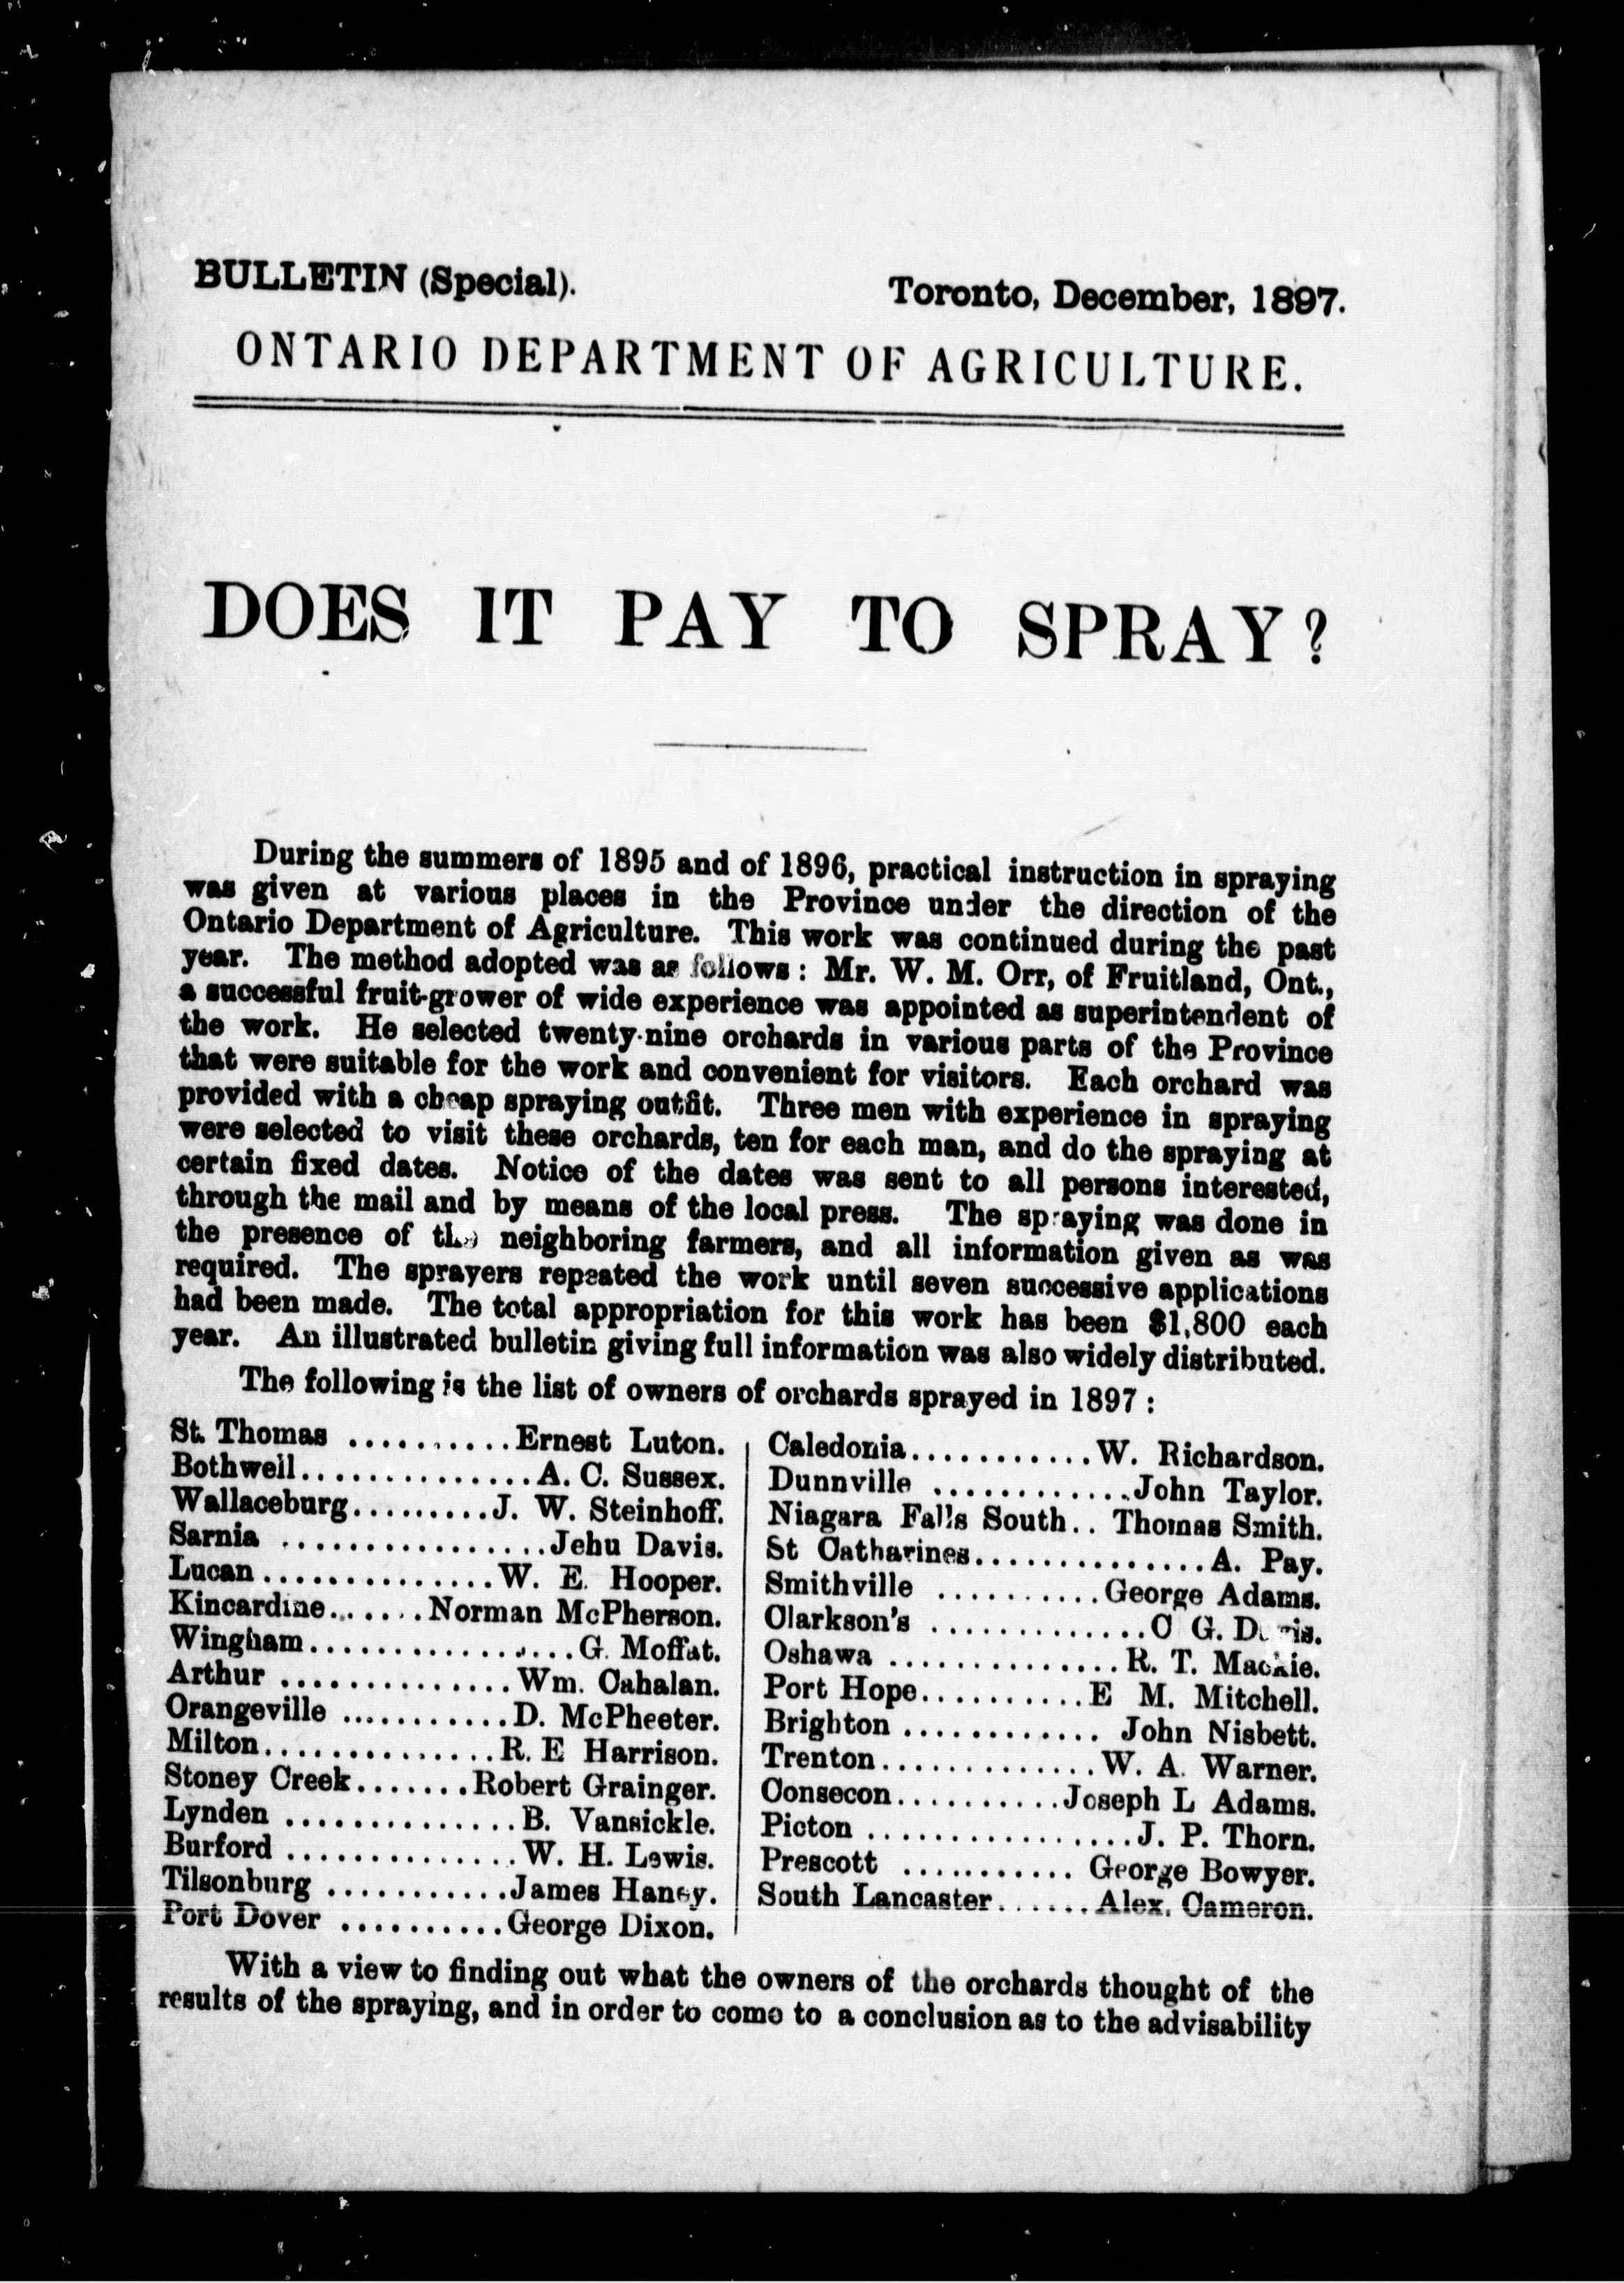 BULLETIN (Special).
Toronto, December, 1897.
ONTARIO DEPARTMENT OF AGRICULTURE.
DOES IT PAY TO SPRAY?
During the summers of 1895 and of 1896, practical instruction in spraying
was given at various places in the Province under the direction of the
Ontario Department of Agriculture. This work was continued during the past
year. The method adopted was as follows: Mr. W. M. Orr, of Fruitland, Ont.,
a successful fruit-grower of wide experience was appointed as superintendent of
the work. He selected twenty-nine orchards in various parts of the Province
that were suitable for the work and convenient for visitors. Each orchard was
provided with a cheap spraying outfit. Three men with experience in spraying
were selected to visit these orchards, ten for each man, and do the spraying at
certain fixed dates. Notice of the dates was sent to all persons interested,
through the mail and by means of the local press. The spraying was done in
the presence of the neighboring farmers, and all information given as was
required. The sprayers repeated the work until seven successive applications
had been made. The total appropriation for this work has been $1,800 each
year. An illustrated bulletin giving full information was also widely distributed.
The following is the list of owners of orchards sprayed in 1897:
St. Thomas ..........Ernest Luton.
Bothwell..............A. C. Sussex.
Wallaceburg..........J. W. Steinhoff.
Sarnia ................Jehu Davis.
Lucan..............W. E. Hooper.
Kincardine.......Norman McPherson.
Wingham................G. Moffat.
Arthur ..............Wm. Cahalan.
Orangeville ...........D. McPheeter.
Milton..............R. E Harrison.
Stoney Creek.......Robert Grainger.
Lynden ..............B. Vansickle.
Burford ..............W. H. Lewis.
Tilsonburg ...........James Haney.
Port Dover ..........George Dixon.
Caledonia...........W. Richardson.
Dunnville ............John Taylor.
Niagara Falls South.. Thomas Smith.
St Catharines..............A. Pay.
Smithville ..........George Adams.
Clarkson's .............C G. Davis.
Oshawa ..............R. T. Mackie.
Port Hope..........E M. Mitchell.
Brighton ............ John Nisbett.
Trenton.............W. A. Warner.
Consecon..........Joseph L Adams.
Picton ................J. P. Thorn.
Prescott ........... George Bowyer.
South Lancaster......Alex. Cameron.
With a view to finding out what the owners of the orchards thought of the
results of the spraying, and in order to come to a conclusion as to the advisability